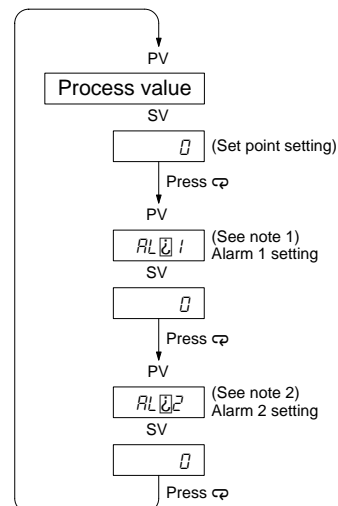 PV
Process value
SV
0 (Set point setting)
Press
PV
AL¿1 (See note 1)
Alarm 1 setting
SV
0
Press
PV
AL¿2 (See note 2)
Alarm 2 setting
SV
0
Press